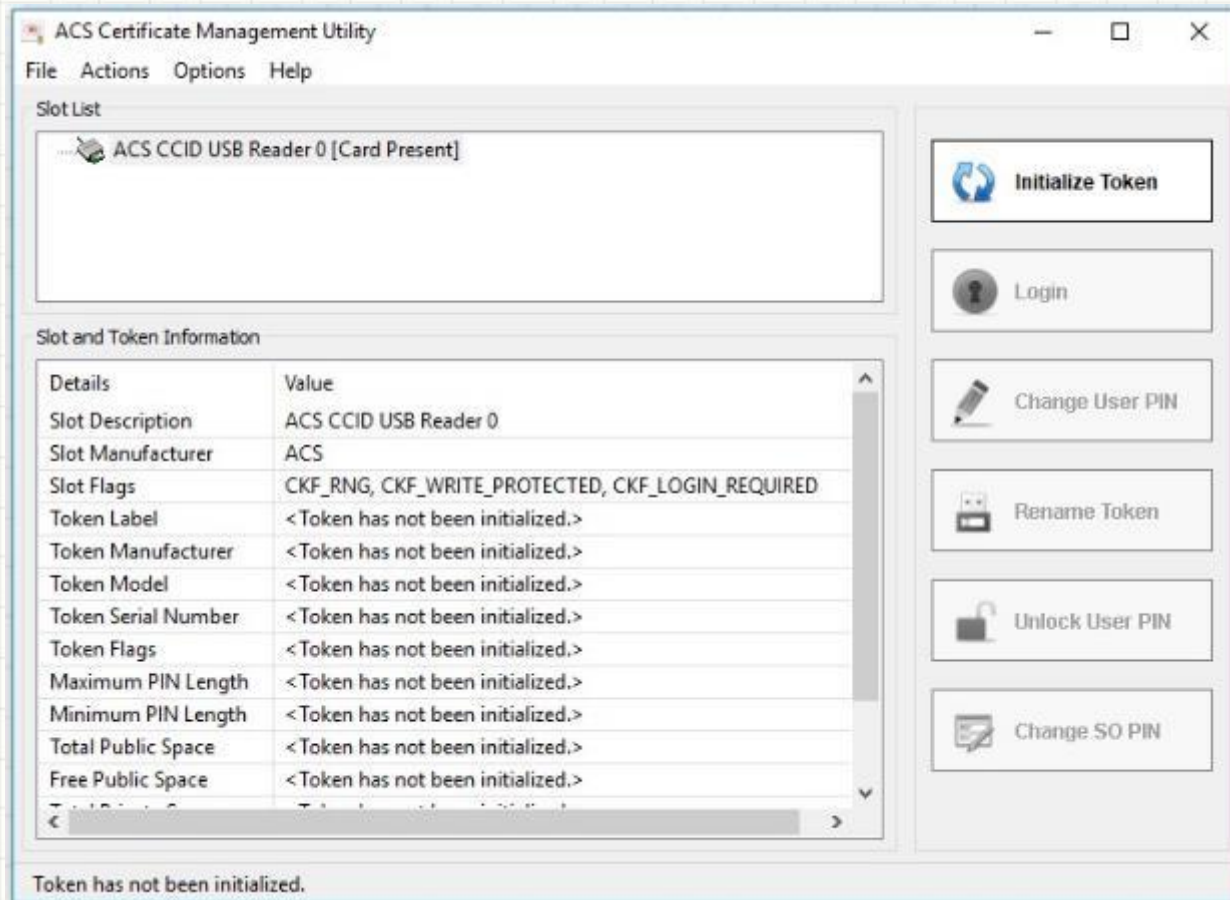 ACS Certificate Management Utility
File Actions Options Help
Slot List
ACS CCID USB Reader 0 [Card Present]
Initialize Token
Login
Change User PIN
Rename Token
Unlock User PIN
Change SO PIN
Slot and Token Information
Details Value
Slot Description ACS CCID USB Reader 0
Slot Manufacturer ACS
Slot Flags CKF_RNG, CKF_WRITE_PROTECTED, CKF_LOGIN_REQUIRED
Token Label <Token has not been initialized.>
Token Manufacturer <Token has not been initialized.>
Token Model <Token has not been initialized.>
Token Serial Number <Token has not been initialized.>
Token Flags <Token has not been initialized.>
Maximum PIN Length <Token has not been initialized.>
Minimum PIN Length <Token has not been initialized.>
Total Public Space <Token has not been initialized.>
Free Public Space <Token has not been initialized.>
Token has not been initialized.